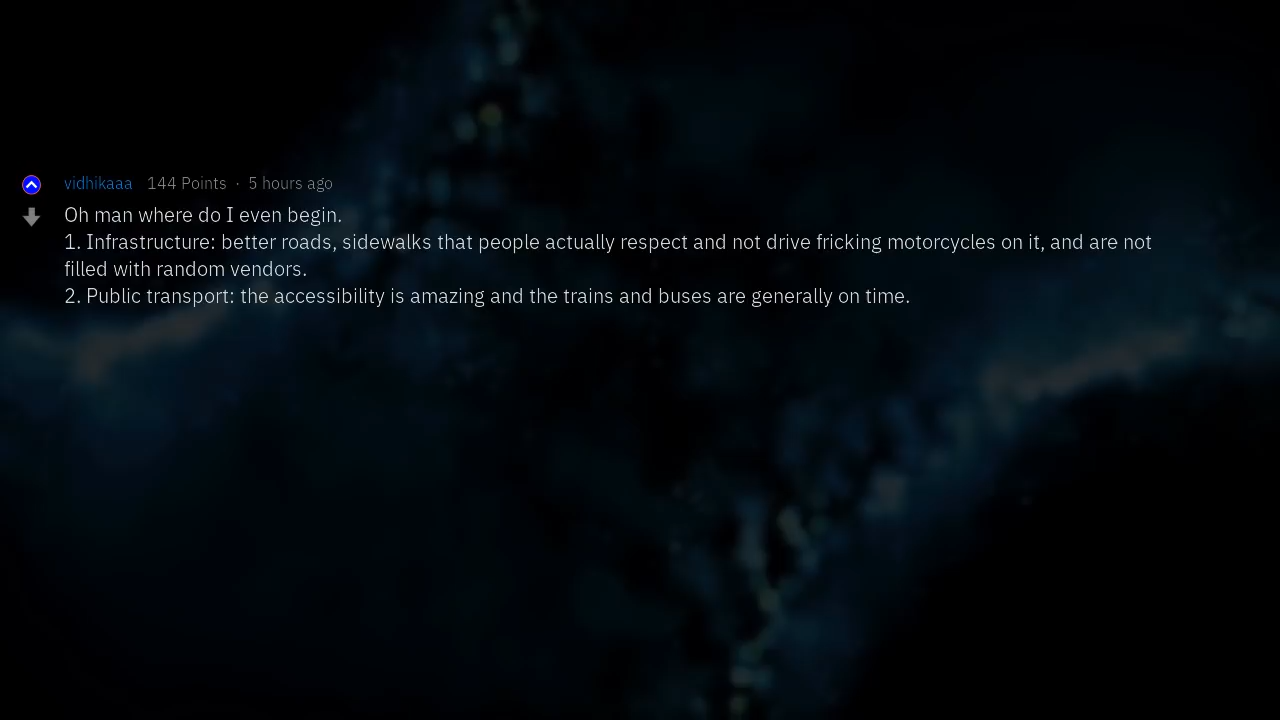 vidhikaaa 144 Points · 5 hours ago
Oh man where do I even begin.
1. Infrastructure: better roads, sidewalks that people actually respect and not drive fricking motorcycles on it, and are not
filled with random vendors.
2. Public transport: the accessibility is amazing and the trains and buses are generally on time.